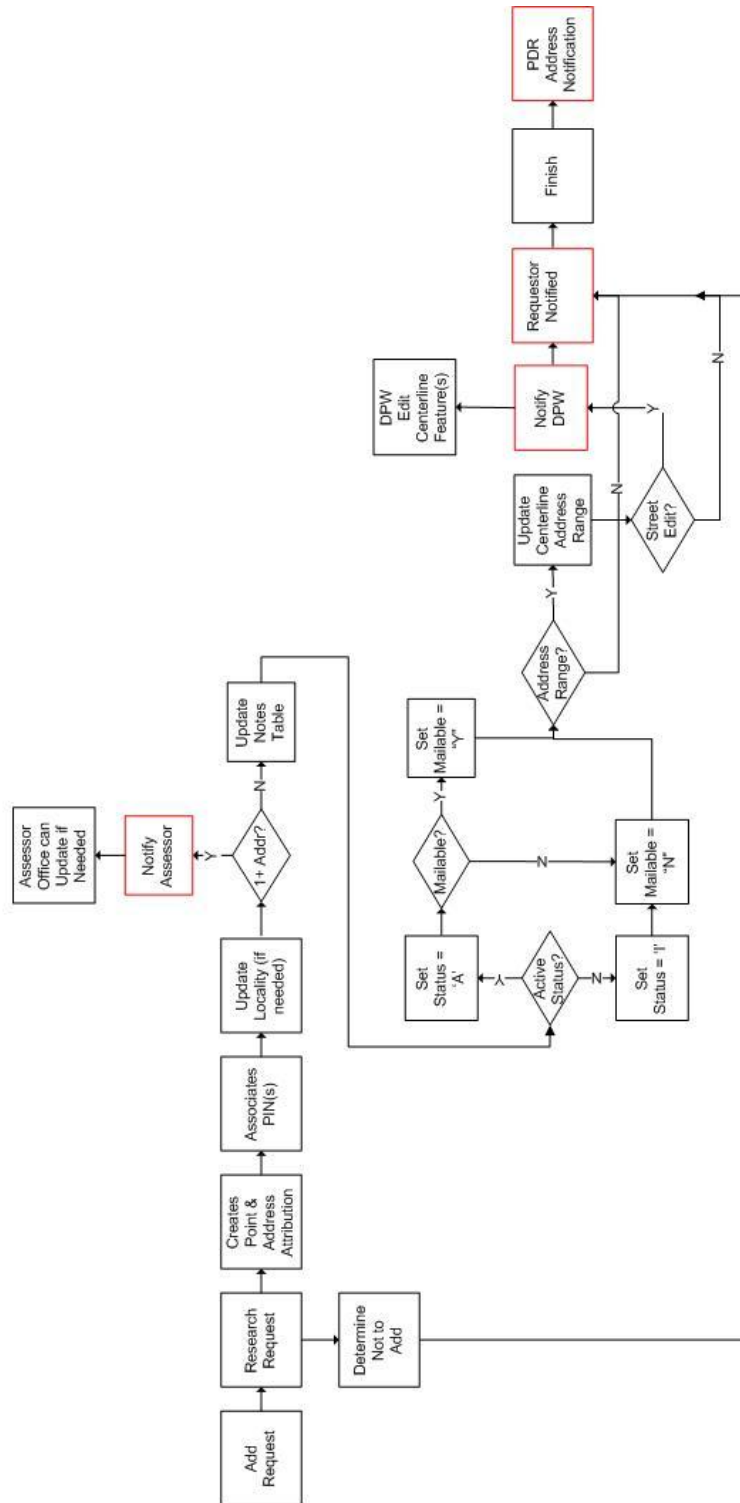 Add
Request
Research
Request
Determine
Not to
Add
Creates
Point &
Address
Attribution
Associates
PIN(s)
Update
Locality (if
needed)
1+ Addr?
Y
Notify
Assessor
Assessor
Office can
Update if
Needed
N
Update
Notes
Table
Active
Status?
Y
Set
Status =
‘A’
N
Set
Status = ‘I’
Mailable?
Y
Set
Mailable =
“Y”
N
Set
Mailable =
“N”
Address
Range?
Y
Update
Centerline
Address
Range
N
Street
Edit?
Y
Notify
DPW
DPW
Edit
Centerline
Feature(s)
N
Requestor
Notified
Finish
PDR
Address
Notification